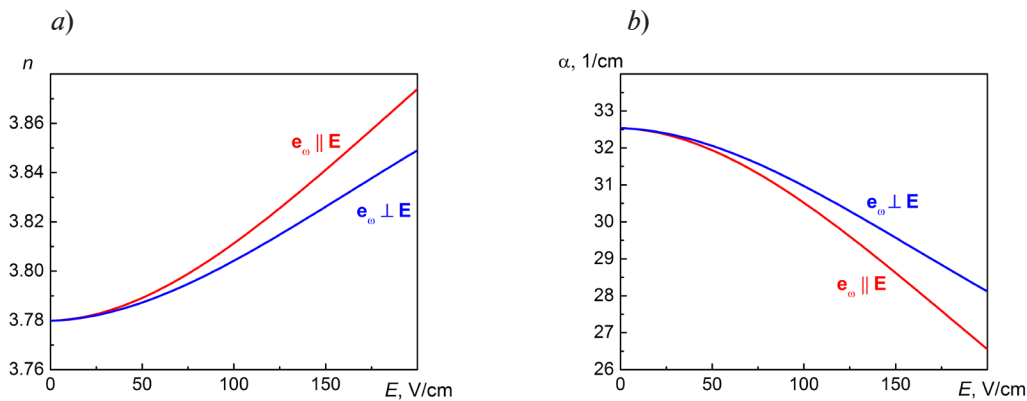 a)
n
3.86
3.84
3.82
3.80
3.78
3.76
0
50
100
150
E, V/cm
e_ω || E
e_ω ⊥ E
b)
α, 1/cm
33
32
31
30
29
28
27
26
0
50
100
150
E, V/cm
e_ω ⊥ E
e_ω || E